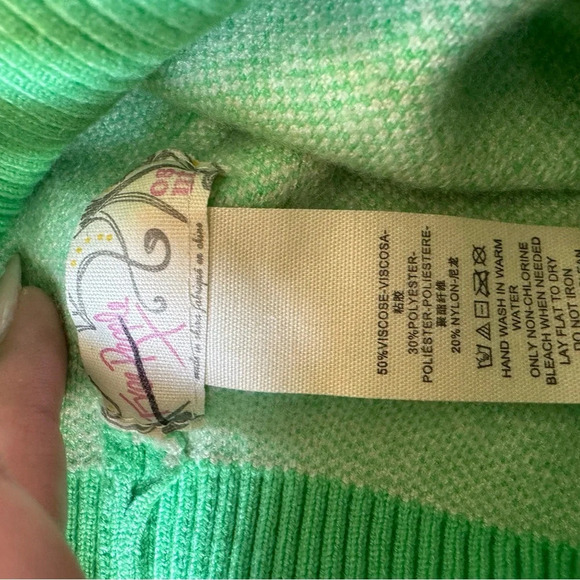 Free People
made in china - fabriqué en chine
50%VISCOSE-VISCOSA-
粘胶
30%POLYESTER-
POLIÉSTER-POLIESTERE-
聚酯纤维
20% NYLON-尼龙
HAND WASH IN WARM
WATER
ONLY NON-CHLORINE
BLEACH WHEN NEEDED
LAY FLAT TO DRY
DO NOT IRON